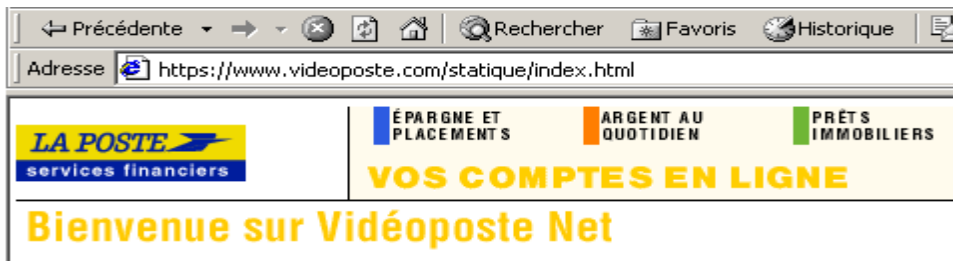 Précédente Rechercher Favoris Historique
Adresse https://www.videoposte.com/statique/index.html
LA POSTE
services financiers
ÉPARGNE ET PLACEMENTS
ARGENT AU QUOTIDIEN
PRÊTS IMMOBILIERS
VOS COMPTES EN LIGNE
Bienvenue sur Vidéoposte Net